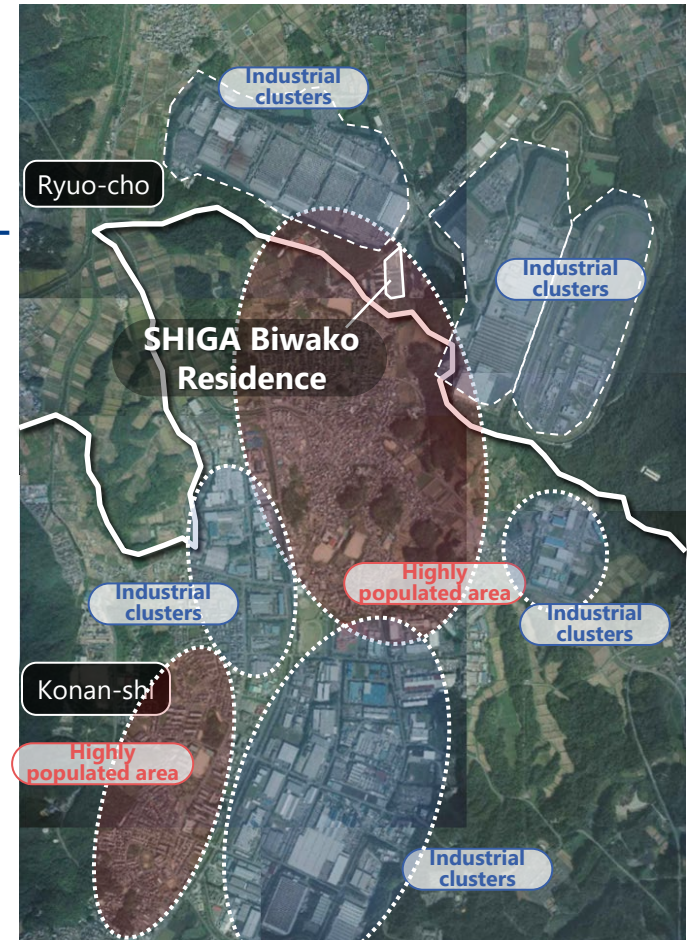 Industrial
clusters
Ryuo-cho
Industrial
clusters
SHIGA Biwako
Residence
Highly
populated area
Industrial
clusters
Industrial
clusters
Konan-shi
Highly
populated area
Industrial
clusters